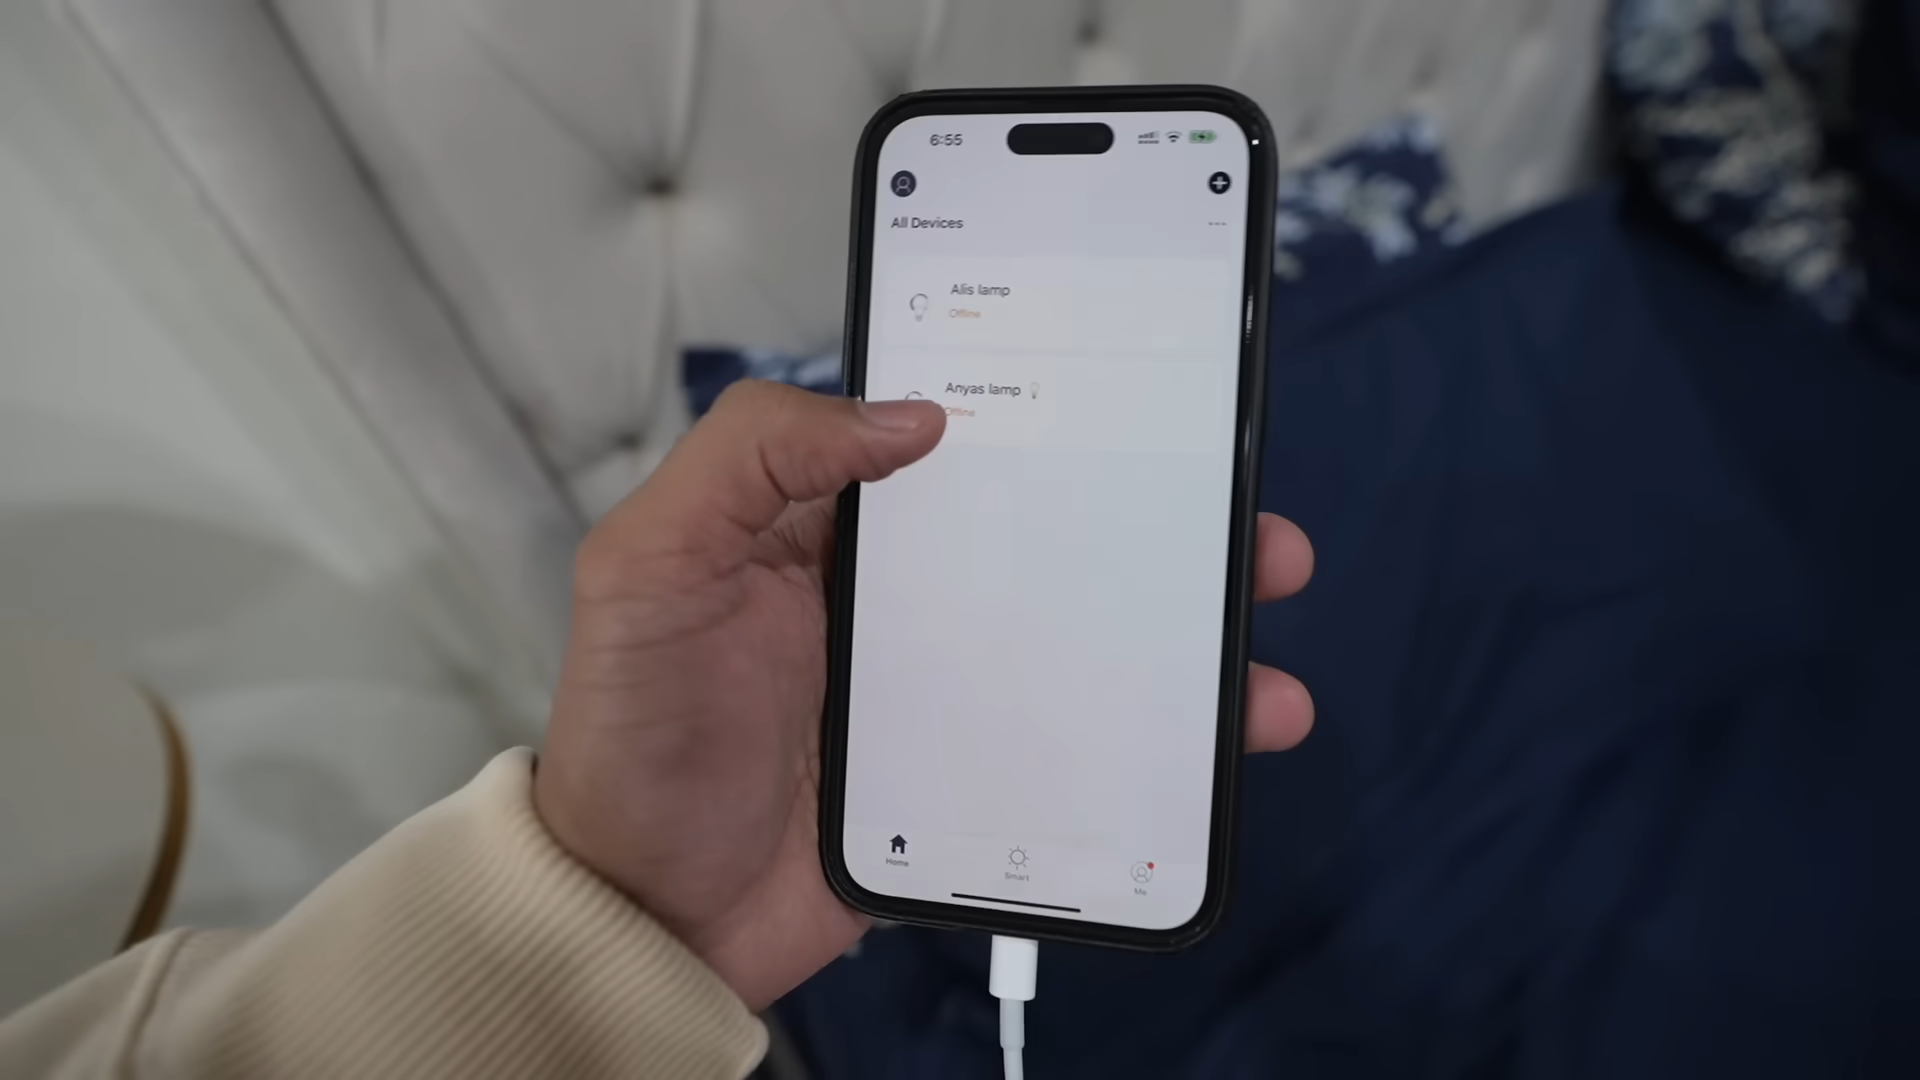 6:55
All Devices
Alis lamp
Offline
Anyas lamp
Offline
Home
Smart
Me